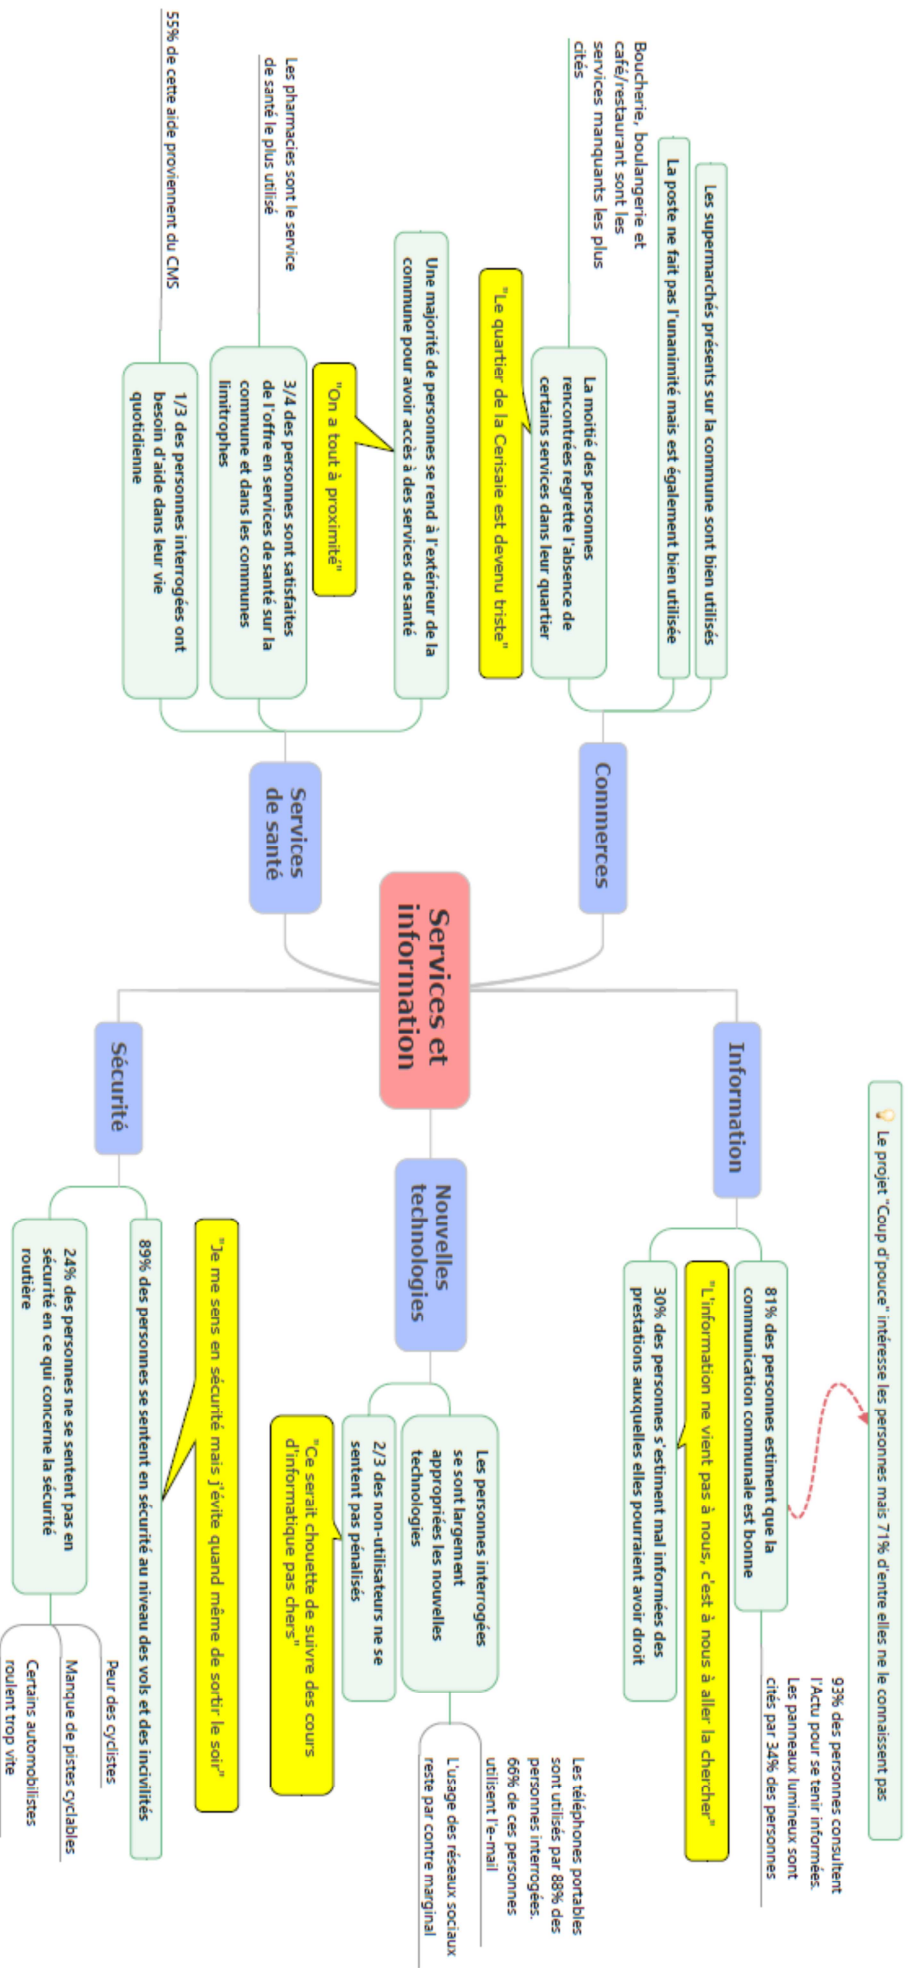 Les supermarchés présents sur la commune sont bien utilisés
La poste ne fait pas l'unanimité mais est également bien utilisée
Boucherie, boulangerie et
café/restaurant sont les
services manquants les plus
cités
La moitié des personnes
rencontrées regrette l'absence de
certains services dans leur quartier
"Le quartier de la Cerisaie est devenu triste"
Commerces
Une majorité de personnes se rend à l'extérieur de la
commune pour avoir accès à des services de santé
"On a tout à proximité"
Les pharmacies sont le service
de santé le plus utilisé
3/4 des personnes sont satisfaites
de l'offre en services de santé sur la
commune et dans les communes
limitrophes
55% de cette aide proviennent du CMS
1/3 des personnes interrogées ont
besoin d'aide dans leur vie
quotidienne
Services
de santé
Services et
information
💡 Le projet "Coup d'pouce" intéresse les personnes mais 71% d'entre elles ne le connaissent pas
Information
81% des personnes estiment que la
communication communale est bonne
93% des personnes consultent
l'Actu pour se tenir informées.
Les panneaux lumineux sont
cités par 34% des personnes
"L'information ne vient pas à nous, c'est à nous à aller la chercher"
30% des personnes s'estiment mal informées des
prestations auxquelles elles pourraient avoir droit
Nouvelles
technologies
Les personnes interrogées
se sont largement
appropriées les nouvelles
technologies
Les téléphones portables
sont utilisés par 88% des
personnes interrogées.
66% de ces personnes
utilisent l'e-mail
L'usage des réseaux sociaux
reste par contre marginal
2/3 des non-utilisateurs ne se
sentent pas pénalisés
"Ce serait chouette de suivre des cours
d'informatique pas chers"
Sécurité
"Je me sens en sécurité mais j'évite quand même de sortir le soir"
89% des personnes se sentent en sécurité au niveau des vols et des incivilités
24% des personnes ne se sentent pas en
sécurité en ce qui concerne la sécurité
routière
Peur des cyclistes
Manque de pistes cyclables
Certains automobilistes
roulent trop vite